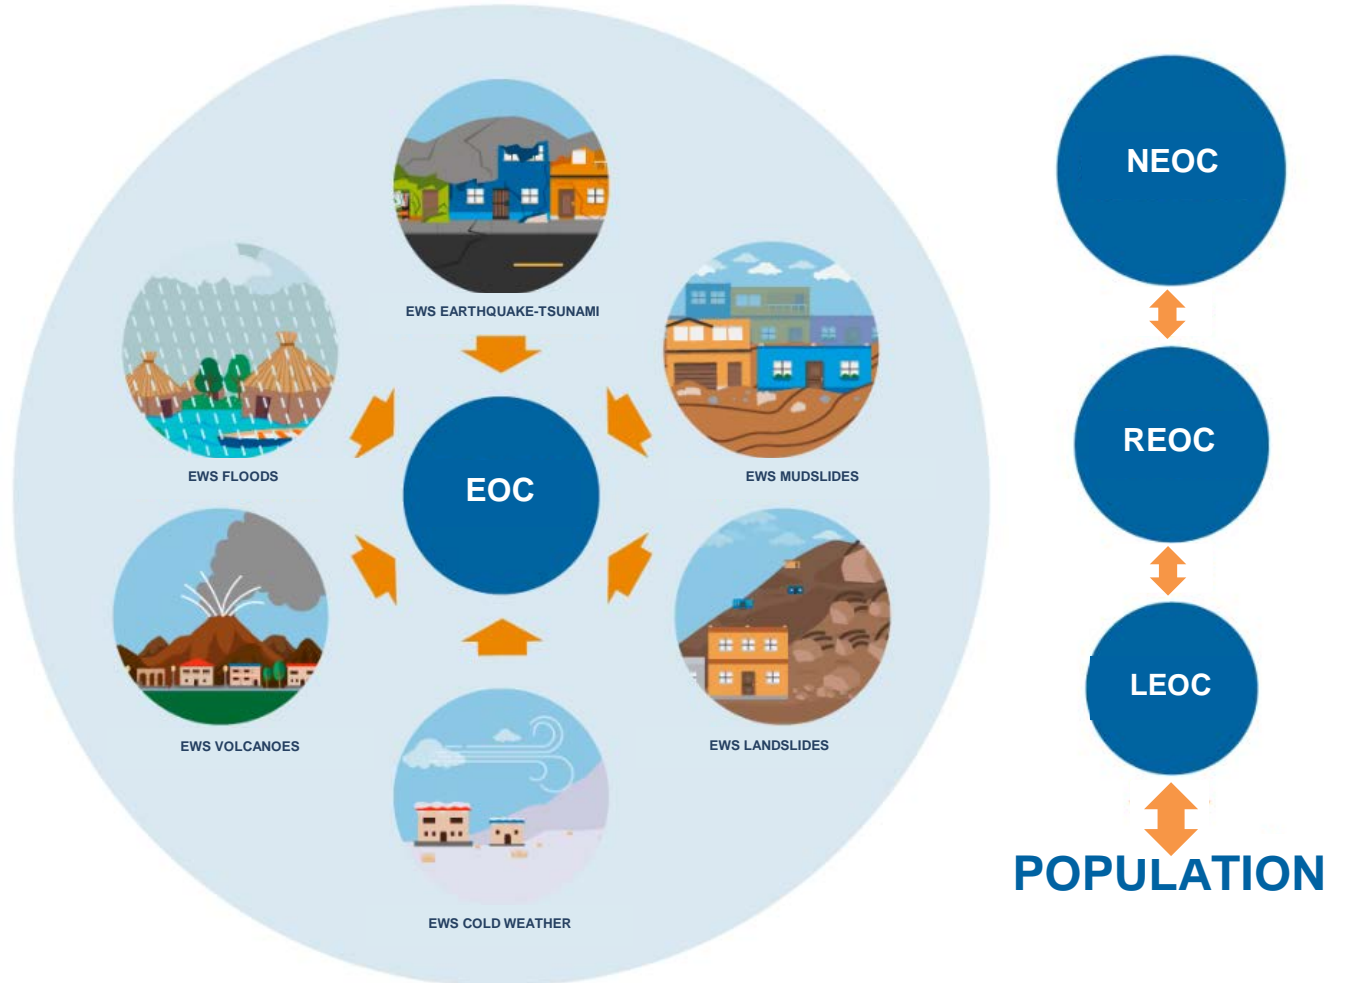 EWS EARTHQUAKE-TSUNAMI
EWS FLOODS
EWS MUDSLIDES
EOC
EWS VOLCANOES
EWS LANDSLIDES
EWS COLD WEATHER
NEOC
REOC
LEOC
POPULATION